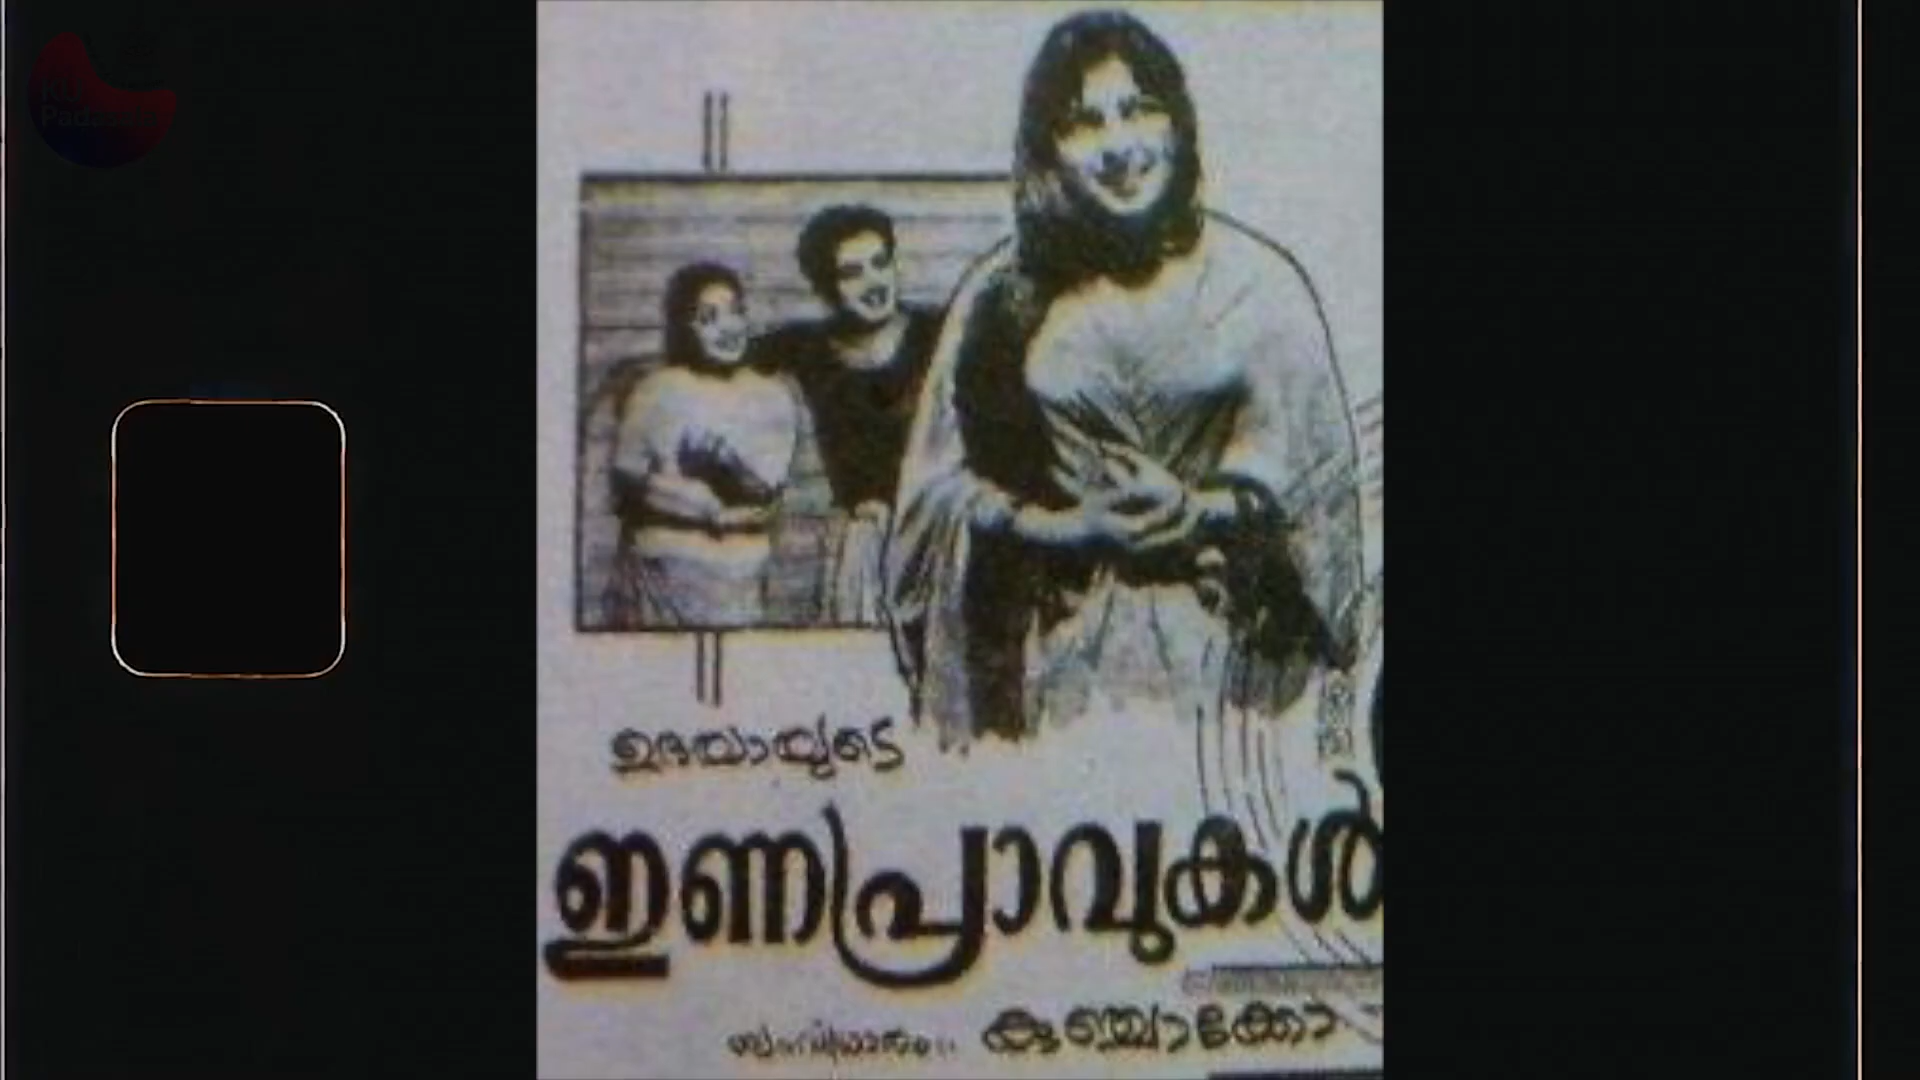 ഉദയായുടെ
ഇണപ്രാവുകൾ
സംവിധാനം
കുഞ്ചാക്കോ